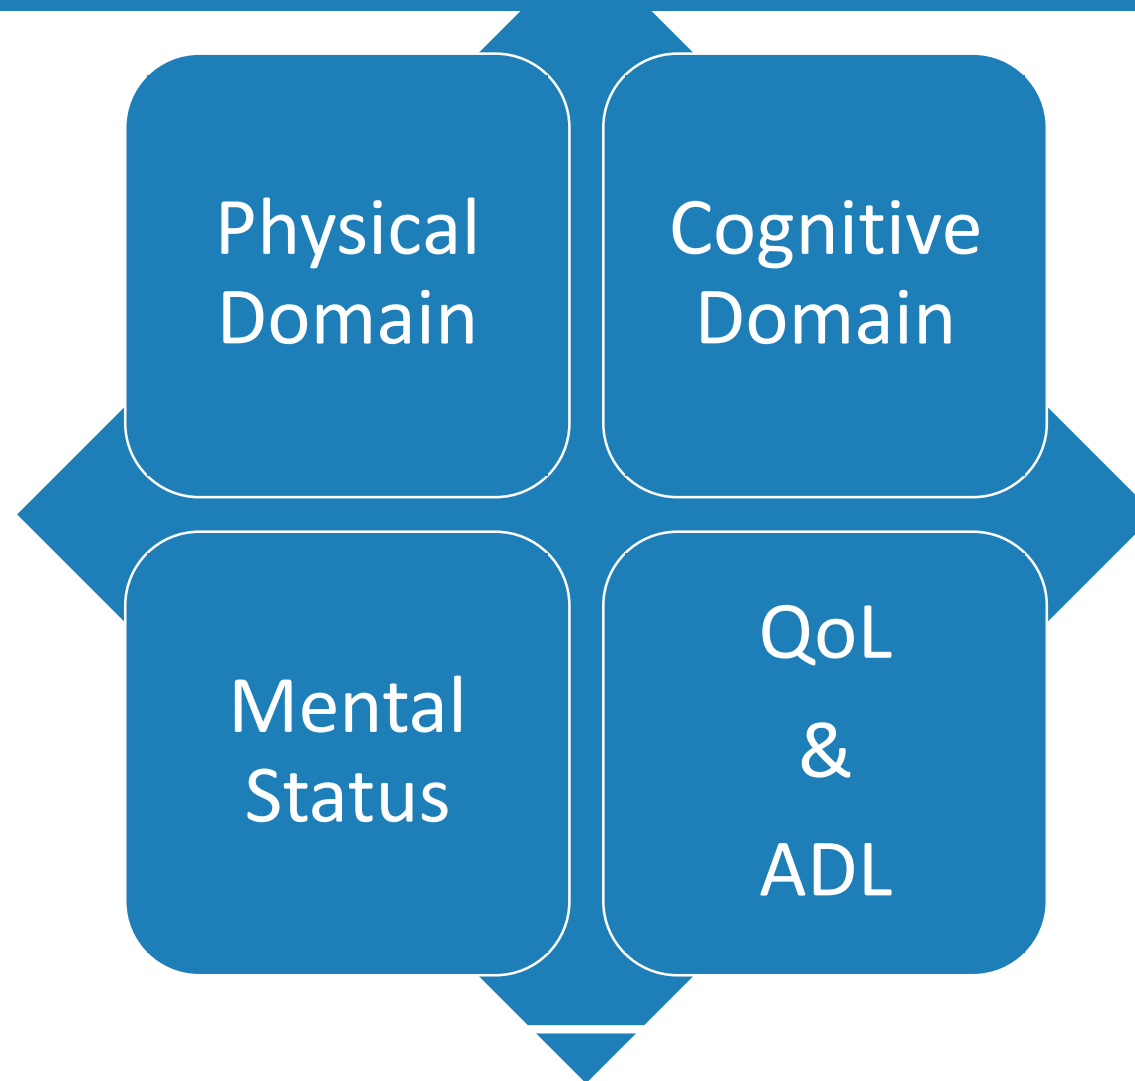 Physical
Domain
Cognitive
Domain
Mental
Status
QoL
&
ADL